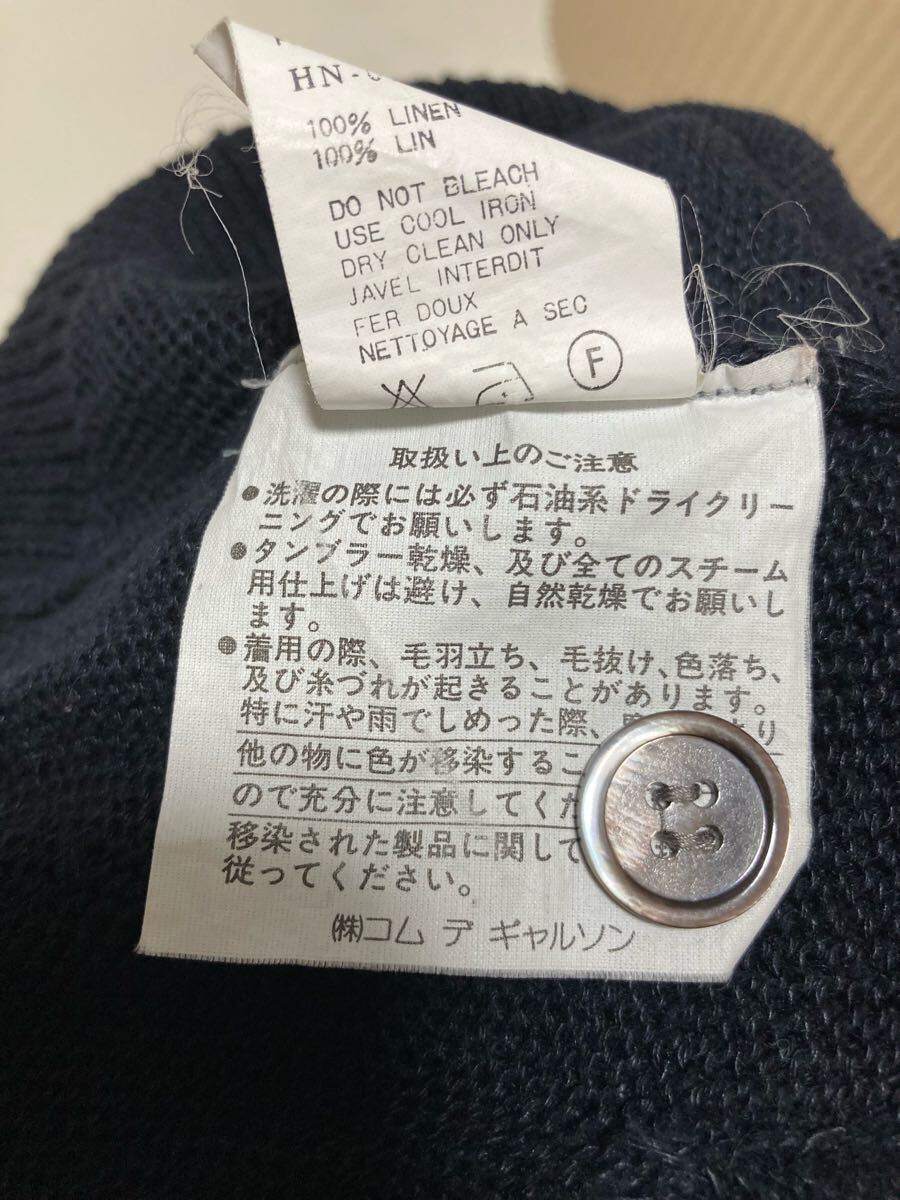 HN-
100% LINEN
100% LIN
DO NOT BLEACH
USE COOL IRON
DRY CLEAN ONLY
JAVEL INTERDIT
FER DOUX
NETTOYAGE A SEC
F
取扱い上のご注意
●洗濯の際には必ず石油系ドライクリー
ニングでお願いします。
●タンブラー乾燥、及び全てのスチーム
用仕上げは避け、自然乾燥でお願いし
ます。
●着用の際、毛羽立ち、毛抜け、色落ち、
及び糸づれが起きることがあります。
特に汗や雨でしめった際、より
他の物に色が移染するこ
ので充分に注意してくだ
移染された製品に関して
従ってください。
㈱コム デ ギャルソン